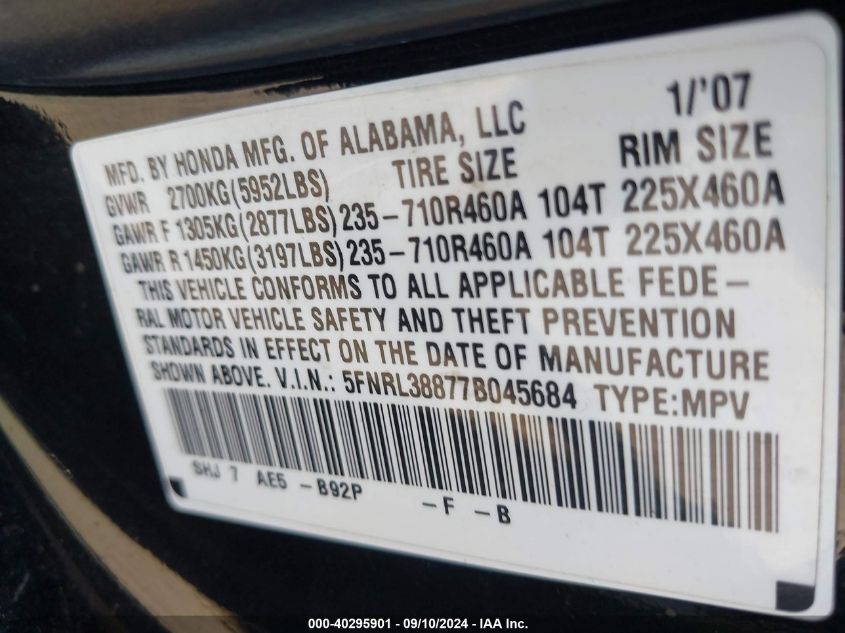 1/'07
MFD. BY HONDA MFG. OF ALABAMA, LLC
GVWR 2700KG(5952LBS) TIRE SIZE RIM SIZE
GAWR F 1305KG(2877LBS) 235-710R460A 104T 225X460A
GAWR R 1450KG(3197LBS) 235-710R460A 104T 225X460A
THIS VEHICLE CONFORMS TO ALL APPLICABLE FEDE-
RAL MOTOR VEHICLE SAFETY AND THEFT PREVENTION
STANDARDS IN EFFECT ON THE DATE OF MANUFACTURE
SHOWN ABOVE. V.I.N.: 5FNRL38877B045684 TYPE:MPV
SHJ 7 AE5 -B92P -F -B
000-40295901 - 09/10/2024 - IAA Inc.